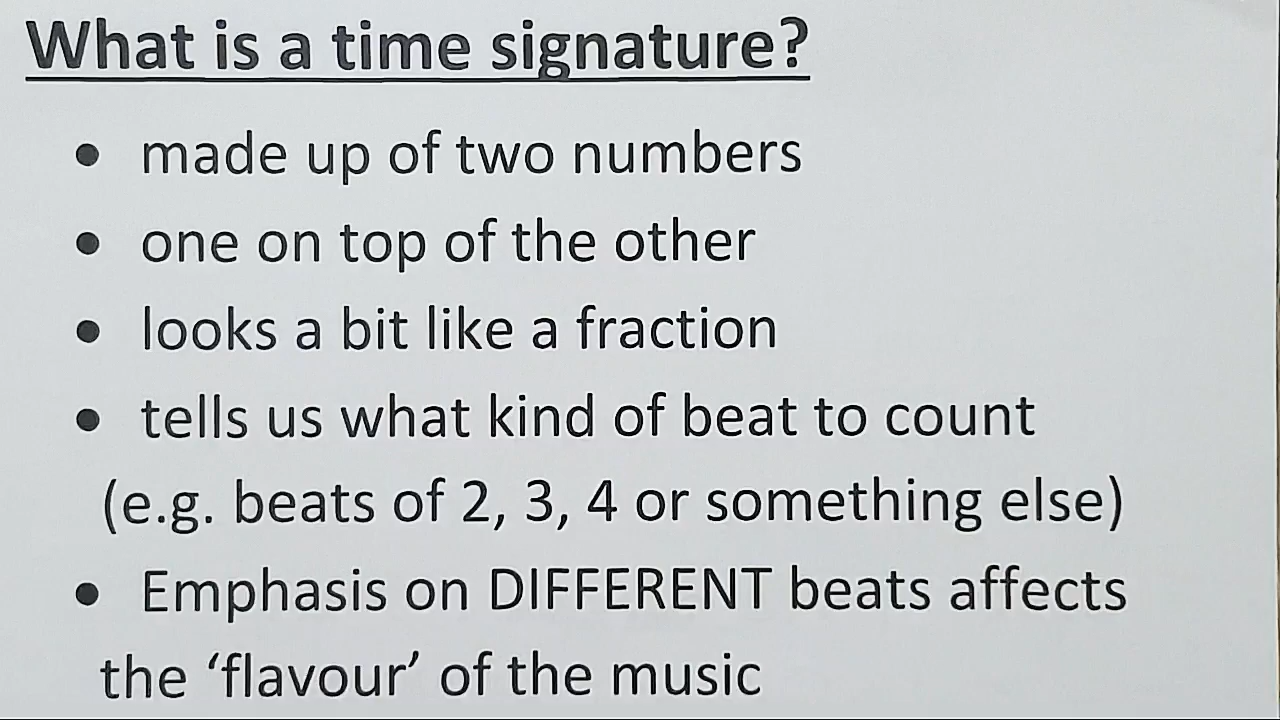 What is a time signature?
• made up of two numbers
• one on top of the other
• looks a bit like a fraction
• tells us what kind of beat to count
(e.g. beats of 2, 3, 4 or something else)
• Emphasis on DIFFERENT beats affects
the ‘flavour’ of the music